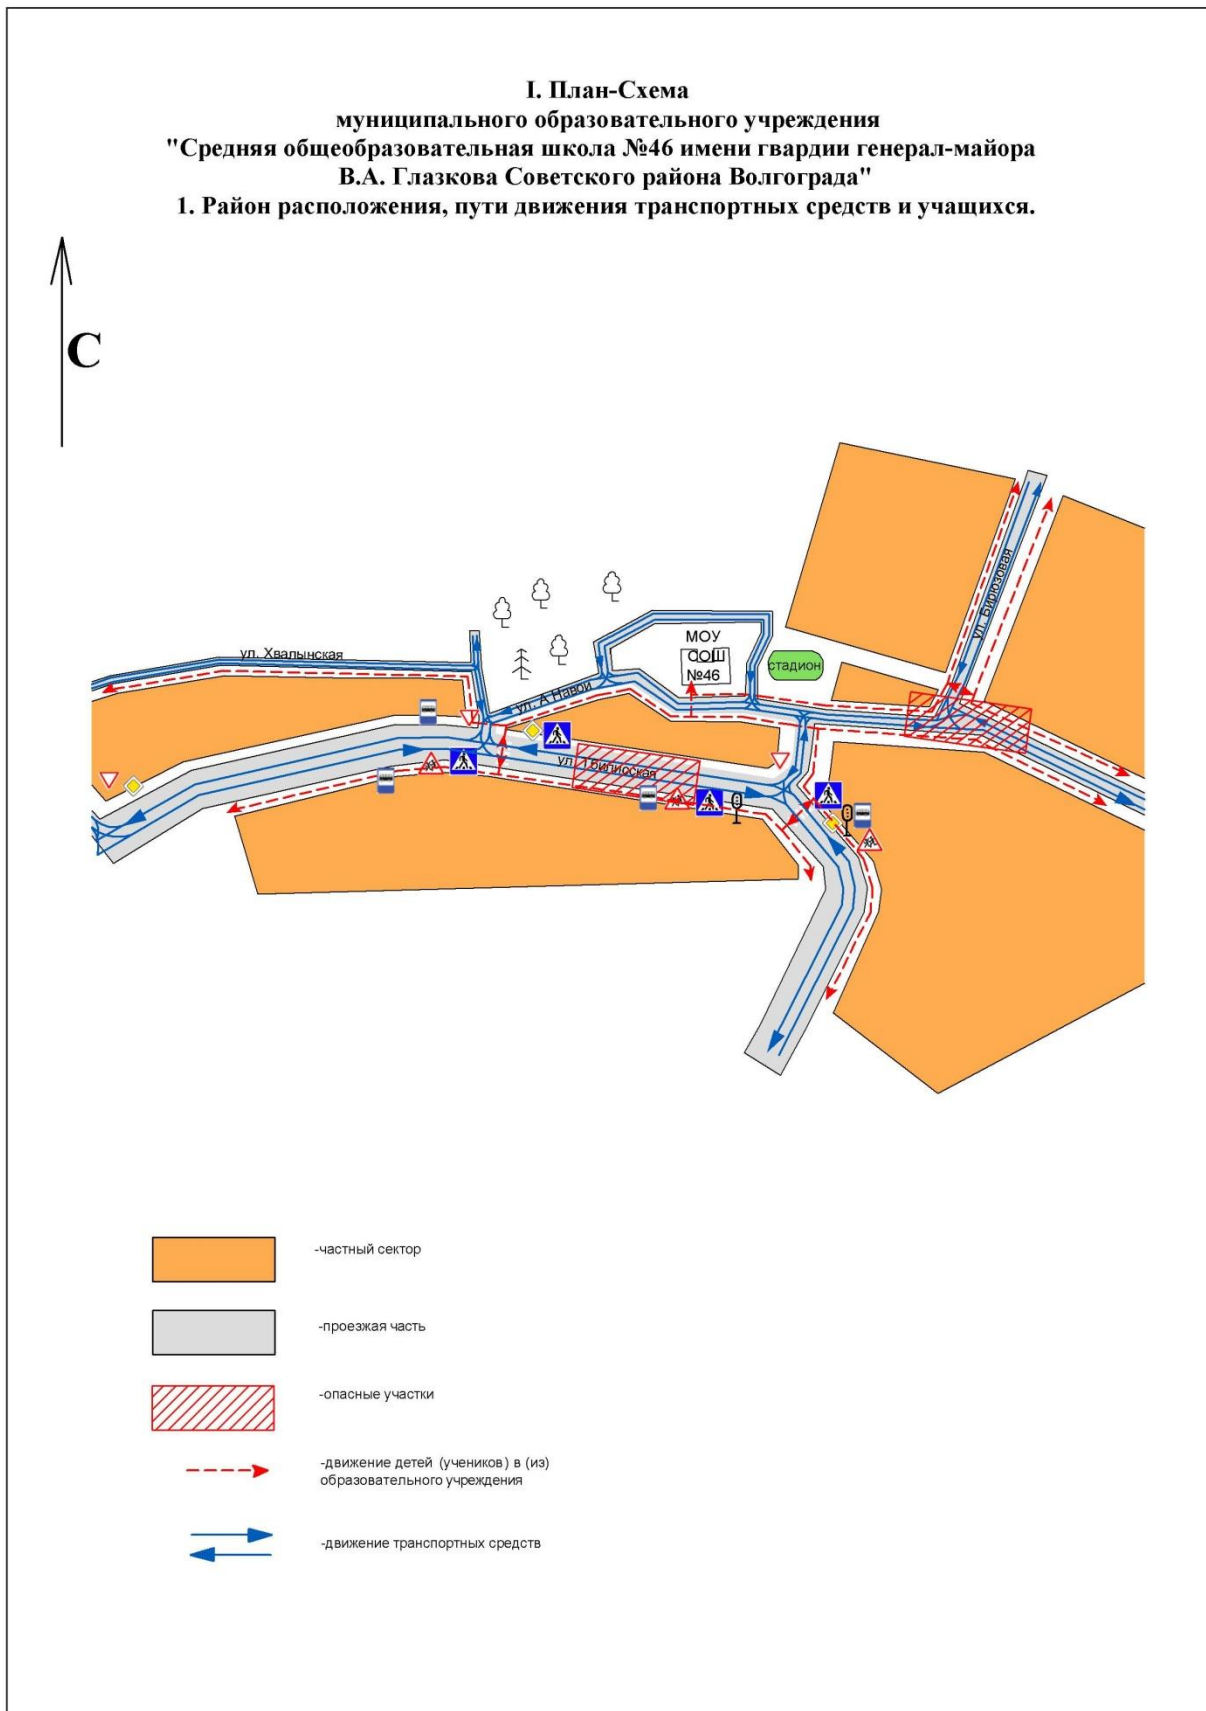 I. План-Схема
муниципального образовательного учреждения
"Средняя общеобразовательная школа №46 имени гвардии генерал-майора
В.А. Глазкова Советского района Волгограда"
1. Район расположения, пути движения транспортных средств и учащихся.
С
ул. Бирюзовая
ул. Хвалынская
МОУ
СОШ
№46
стадион
ул. А Навои
ул. Тбилисская
-частный сектор
-проезжая часть
-опасные участки
-движение детей (учеников) в (из)
образовательного учреждения
-движение транспортных средств